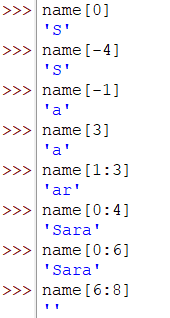 >>> name[0]
'S'
>>> name[-4]
'S'
>>> name[-1]
'a'
>>> name[3]
'a'
>>> name[1:3]
'ar'
>>> name[0:4]
'Sara'
>>> name[0:6]
'Sara'
>>> name[6:8]
''